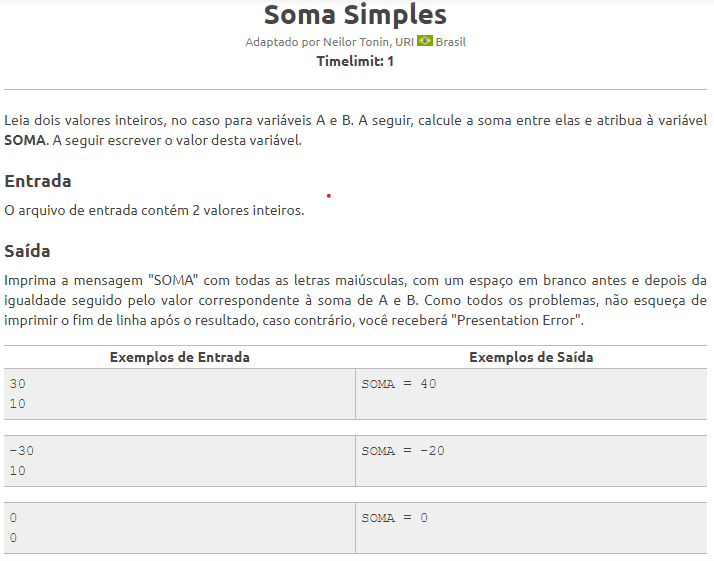 Soma Simples
Adaptado por Neilor Tonin, URI Brasil
Timelimit: 1
Leia dois valores inteiros, no caso para variáveis A e B. A seguir, calcule a soma entre elas e atribua à variável
SOMA. A seguir escrever o valor desta variável.
Entrada
O arquivo de entrada contém 2 valores inteiros.
Saída
Imprima a mensagem "SOMA" com todas as letras maiúsculas, com um espaço em branco antes e depois da
igualdade seguido pelo valor correspondente à soma de A e B. Como todos os problemas, não esqueça de
imprimir o fim de linha após o resultado, caso contrário, você receberá "Presentation Error".
Exemplos de Entrada Exemplos de Saída
30 SOMA = 40
10
-30 SOMA = -20
10
0 SOMA = 0
0